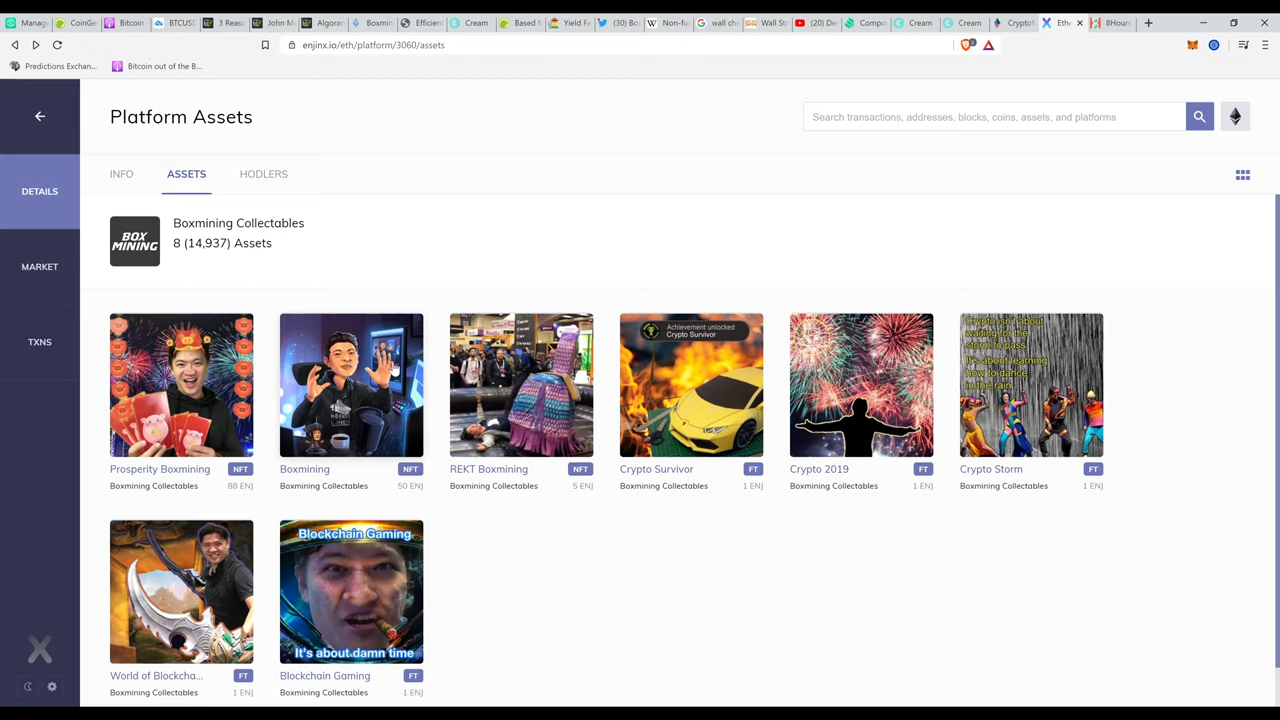 Manag
CoinGe
Bitcoin
BTCUSD
3 Reaso
John M
Algoran
Boxmin
Efficien
Cream
Based M
Yield Fa
(30) Bo
Non-fu
wall che
Wall Str
(20) De
Compo
Cream
Cream
CryptoM
Eth
8Hours
enjinx.io/eth/platform/3060/assets
Predictions Exchan...
Bitcoin out of the B...
Platform Assets
Search transactions, addresses, blocks, coins, assets, and platforms
INFO
ASSETS
HODLERS
DETAILS
MARKET
TXNS
BOX
MINING
Boxmining Collectables
8 (14,937) Assets
Achievement unlocked
Crypto Survivor
Crypto isn't about
waiting for the
storm to pass
It's about learning
how to dance
in the rain
Prosperity Boxmining NFT
Boxmining Collectables 88 ENJ
Boxmining NFT
Boxmining Collectables 50 ENJ
REKT Boxmining NFT
Boxmining Collectables 5 ENJ
Crypto Survivor FT
Boxmining Collectables 1 ENJ
Crypto 2019 FT
Boxmining Collectables 1 ENJ
Crypto Storm FT
Boxmining Collectables 1 ENJ
Blockchain Gaming
It's about damn time
World of Blockcha... FT
Boxmining Collectables 1 ENJ
Blockchain Gaming FT
Boxmining Collectables 1 ENJ